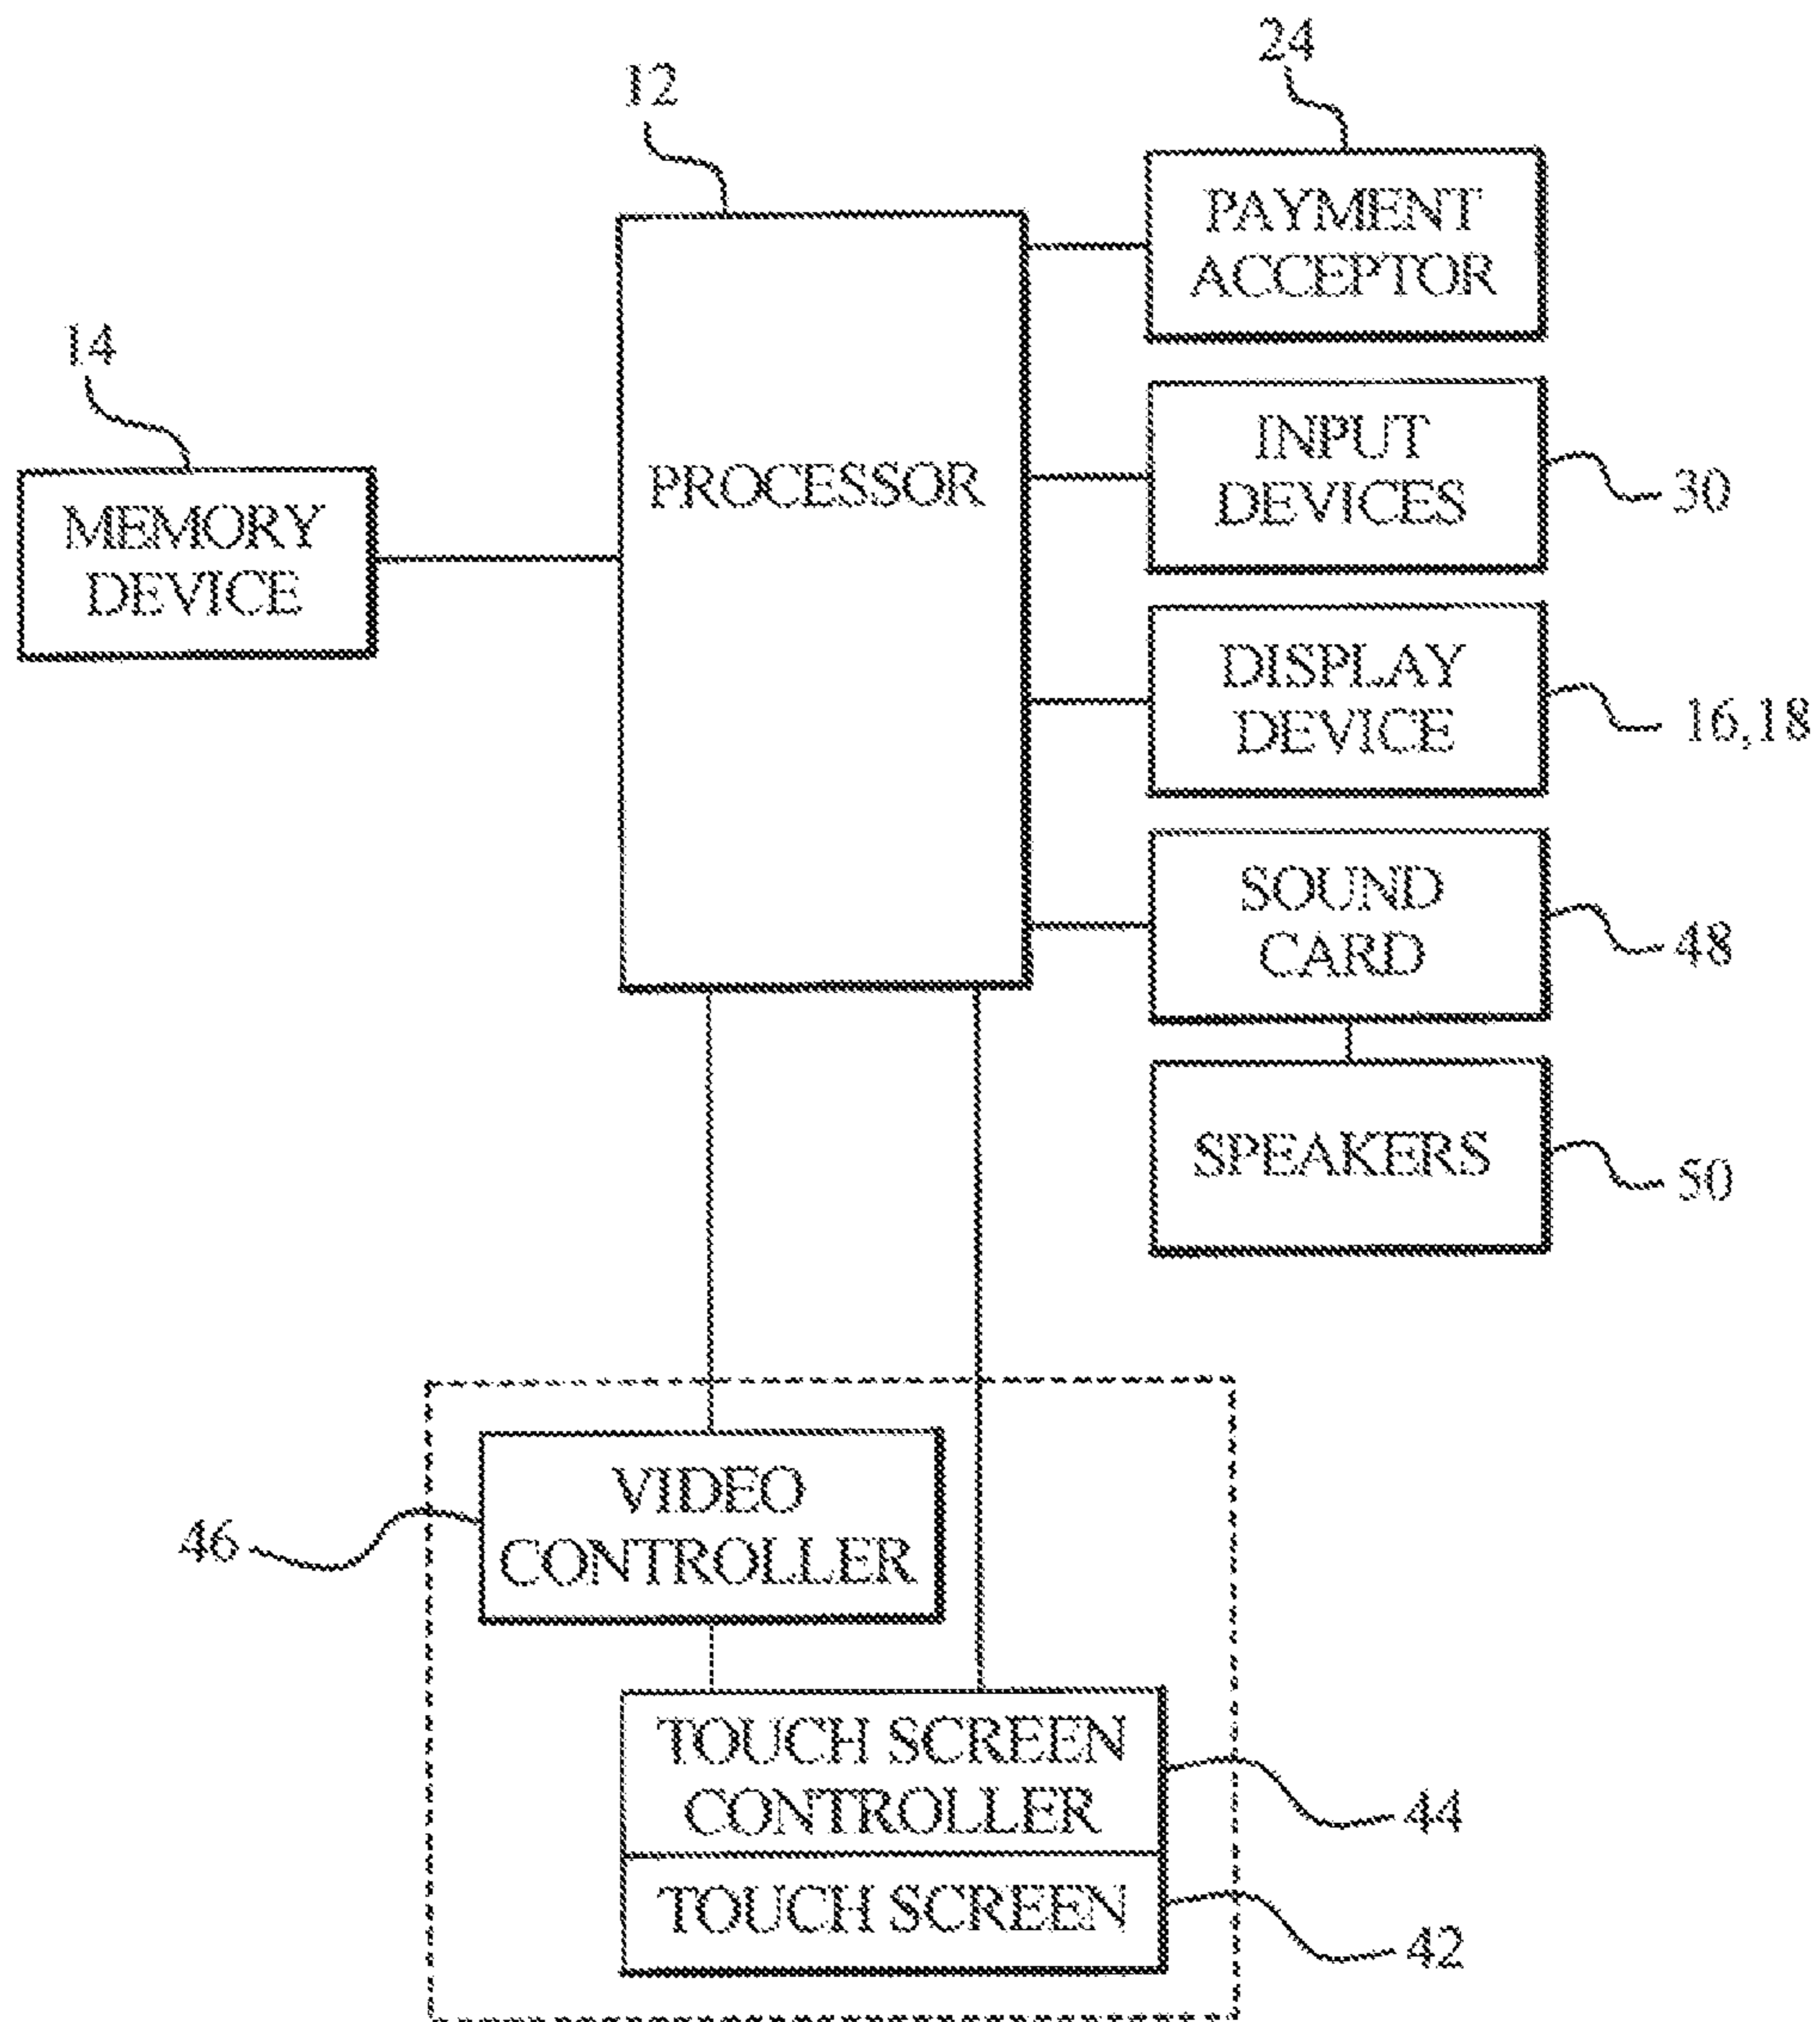 24
12
PAYMENT
ACCEPTOR
14
INPUT
DEVICES
30
PROCESSOR
MEMORY
DEVICE
DISPLAY
DEVICE
16,18
SOUND
CARD
48
SPEAKERS
50
VIDEO
CONTROLLER
46
TOUCH SCREEN
CONTROLLER
44
TOUCH SCREEN
42